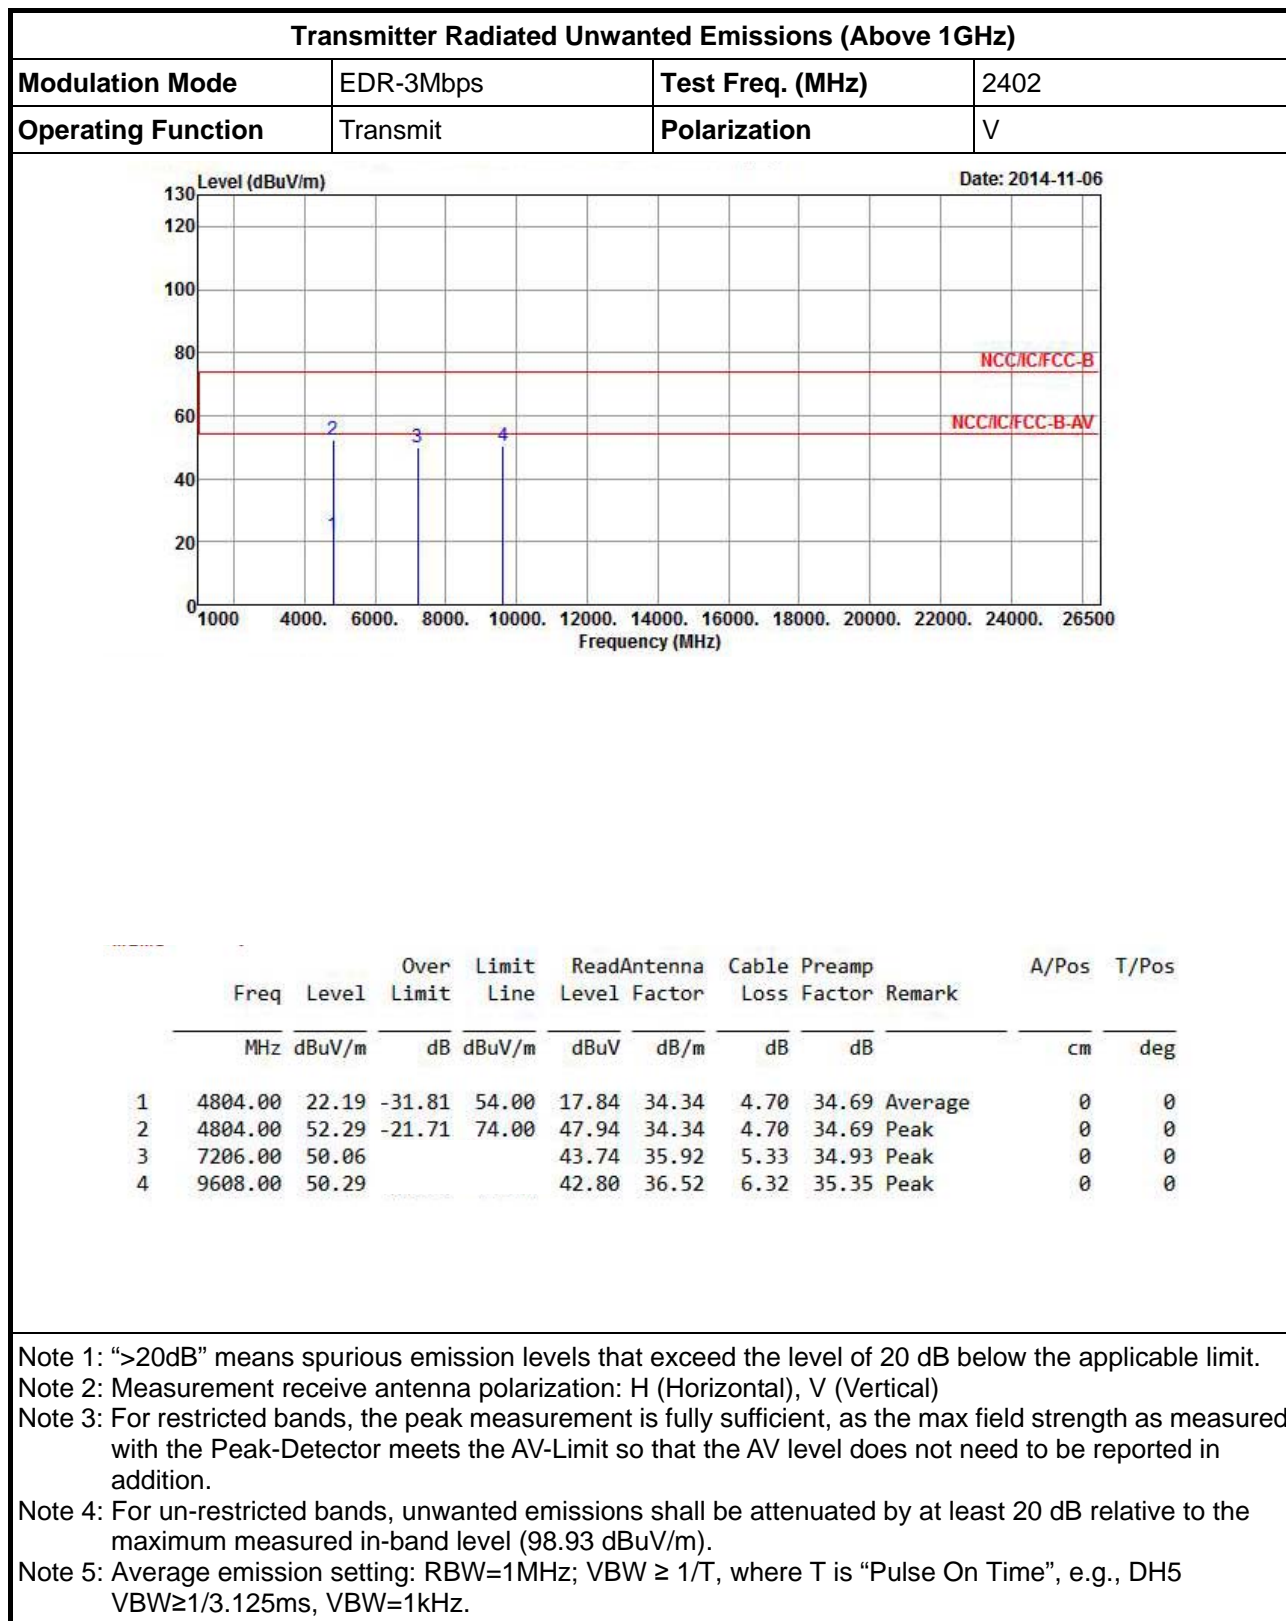 Transmitter Radiated Unwanted Emissions (Above 1GHz)
Modulation Mode EDR-3Mbps Test Freq. (MHz) 2402
Operating Function Transmit Polarization V
Level (dBuV/m) Date: 2014-11-06
130
120
100
80
NCC/IC/FCC-B
60
NCC/IC/FCC-B-AV
2 3 4
40
1
20
0
1000 4000. 6000. 8000. 10000. 12000. 14000. 16000. 18000. 20000. 22000. 24000. 26500
Frequency (MHz)
Over Limit ReadAntenna Cable Preamp A/Pos T/Pos
Freq Level Limit Line Level Factor Loss Factor Remark
MHz dBuV/m dB dBuV/m dBuV dB/m dB dB cm deg
1 4804.00 22.19 -31.81 54.00 17.84 34.34 4.70 34.69 Average 0 0
2 4804.00 52.29 -21.71 74.00 47.94 34.34 4.70 34.69 Peak 0 0
3 7206.00 50.06 43.74 35.92 5.33 34.93 Peak 0 0
4 9608.00 50.29 42.80 36.52 6.32 35.35 Peak 0 0
Note 1: “>20dB” means spurious emission levels that exceed the level of 20 dB below the applicable limit.
Note 2: Measurement receive antenna polarization: H (Horizontal), V (Vertical)
Note 3: For restricted bands, the peak measurement is fully sufficient, as the max field strength as measured
with the Peak-Detector meets the AV-Limit so that the AV level does not need to be reported in
addition.
Note 4: For un-restricted bands, unwanted emissions shall be attenuated by at least 20 dB relative to the
maximum measured in-band level (98.93 dBuV/m).
Note 5: Average emission setting: RBW=1MHz; VBW ≥ 1/T, where T is “Pulse On Time”, e.g., DH5
VBW≥1/3.125ms, VBW=1kHz.